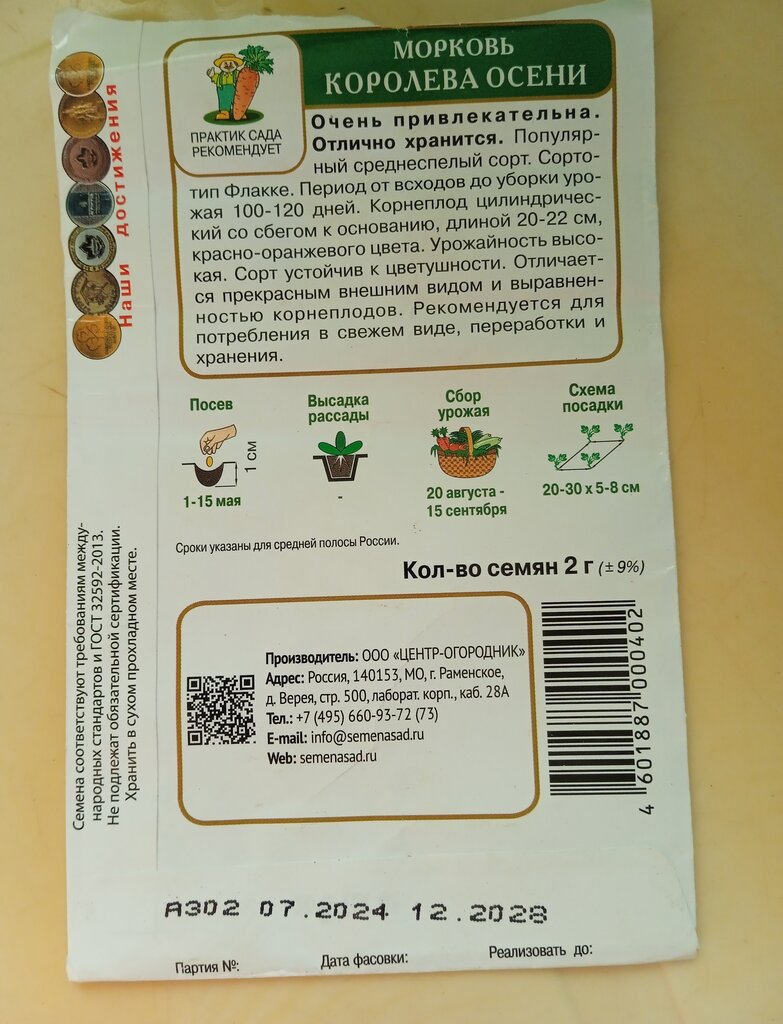 МОРКОВЬ
КОРОЛЕВА ОСЕНИ
ПРАКТИК САДА
РЕКОМЕНДУЕТ
Очень привлекательна.
Отлично хранится. Популяр-
ный среднеспелый сорт. Сорто-
тип Флакке. Период от всходов до уборки уро-
жая 100-120 дней. Корнеплод цилиндричес-
кий со сбегом к основанию, длиной 20-22 см,
красно-оранжевого цвета. Урожайность высо-
кая. Сорт устойчив к цветушности. Отличает-
ся прекрасным внешним видом и выравнен-
ностью корнеплодов. Рекомендуется для
потребления в свежем виде, переработки и
хранения.
Наши достижения
Посев
1 см
1-15 мая
Высадка
рассады
-
Сбор
урожая
20 августа -
15 сентября
Схема
посадки
20-30 х 5-8 см
Сроки указаны для средней полосы России.
Кол-во семян 2 г (± 9%)
Семена соответствуют требованиям между-
народных стандартов и ГОСТ 32592-2013.
Не подлежат обязательной сертификации.
Хранить в сухом прохладном месте.
Производитель: ООО «ЦЕНТР-ОГОРОДНИК»
Адрес: Россия, 140153, МО, г. Раменское,
д. Верея, стр. 500, лаборат. корп., каб. 28А
Тел.: +7 (495) 660-93-72 (73)
E-mail: info@semenasad.ru
Web: semenasad.ru
4 601887 000402
А302 07.2024 12.2028
Партия №: Дата фасовки: Реализовать до: